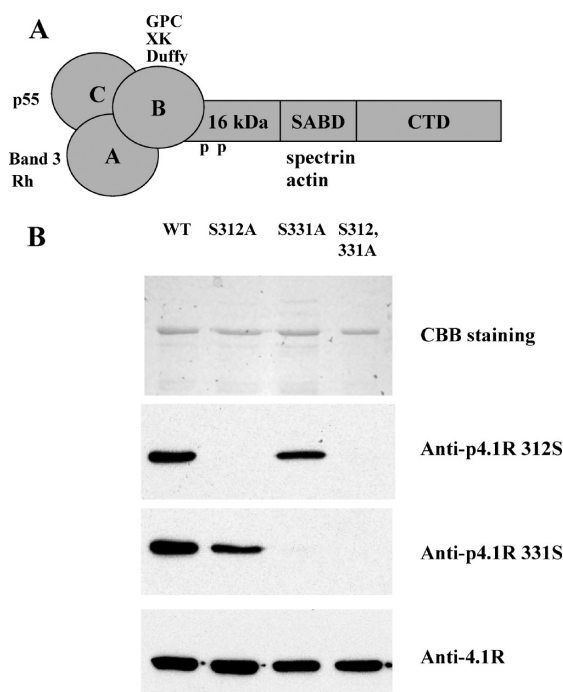 A
GPC
XK
Duffy
p55
C
B
16 kDa
SABD
CTD
p p
Band 3
A
Rh
spectrin
actin
B
WT
S312A
S331A
S312,
331A
CBB staining
Anti-p4.1R 312S
Anti-p4.1R 331S
Anti-4.1R